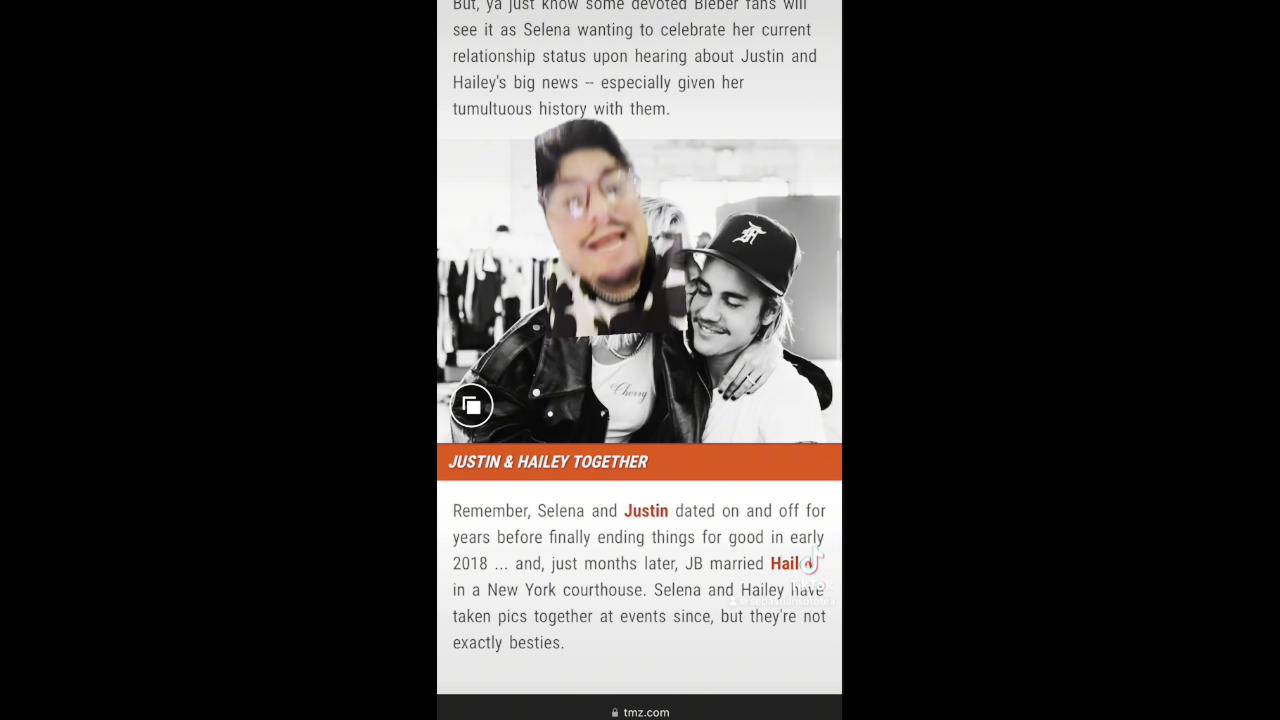 But, ya just know some devoted Bieber fans will
see it as Selena wanting to celebrate her current
relationship status upon hearing about Justin and
Hailey's big news -- especially given her
tumultuous history with them.
Cherry
JUSTIN & HAILEY TOGETHER
Remember, Selena and Justin dated on and off for
years before finally ending things for good in early
2018 ... and, just months later, JB married Hailey
in a New York courthouse. Selena and Hailey have
taken pics together at events since, but they're not
exactly besties.
TikTok
tmz.com